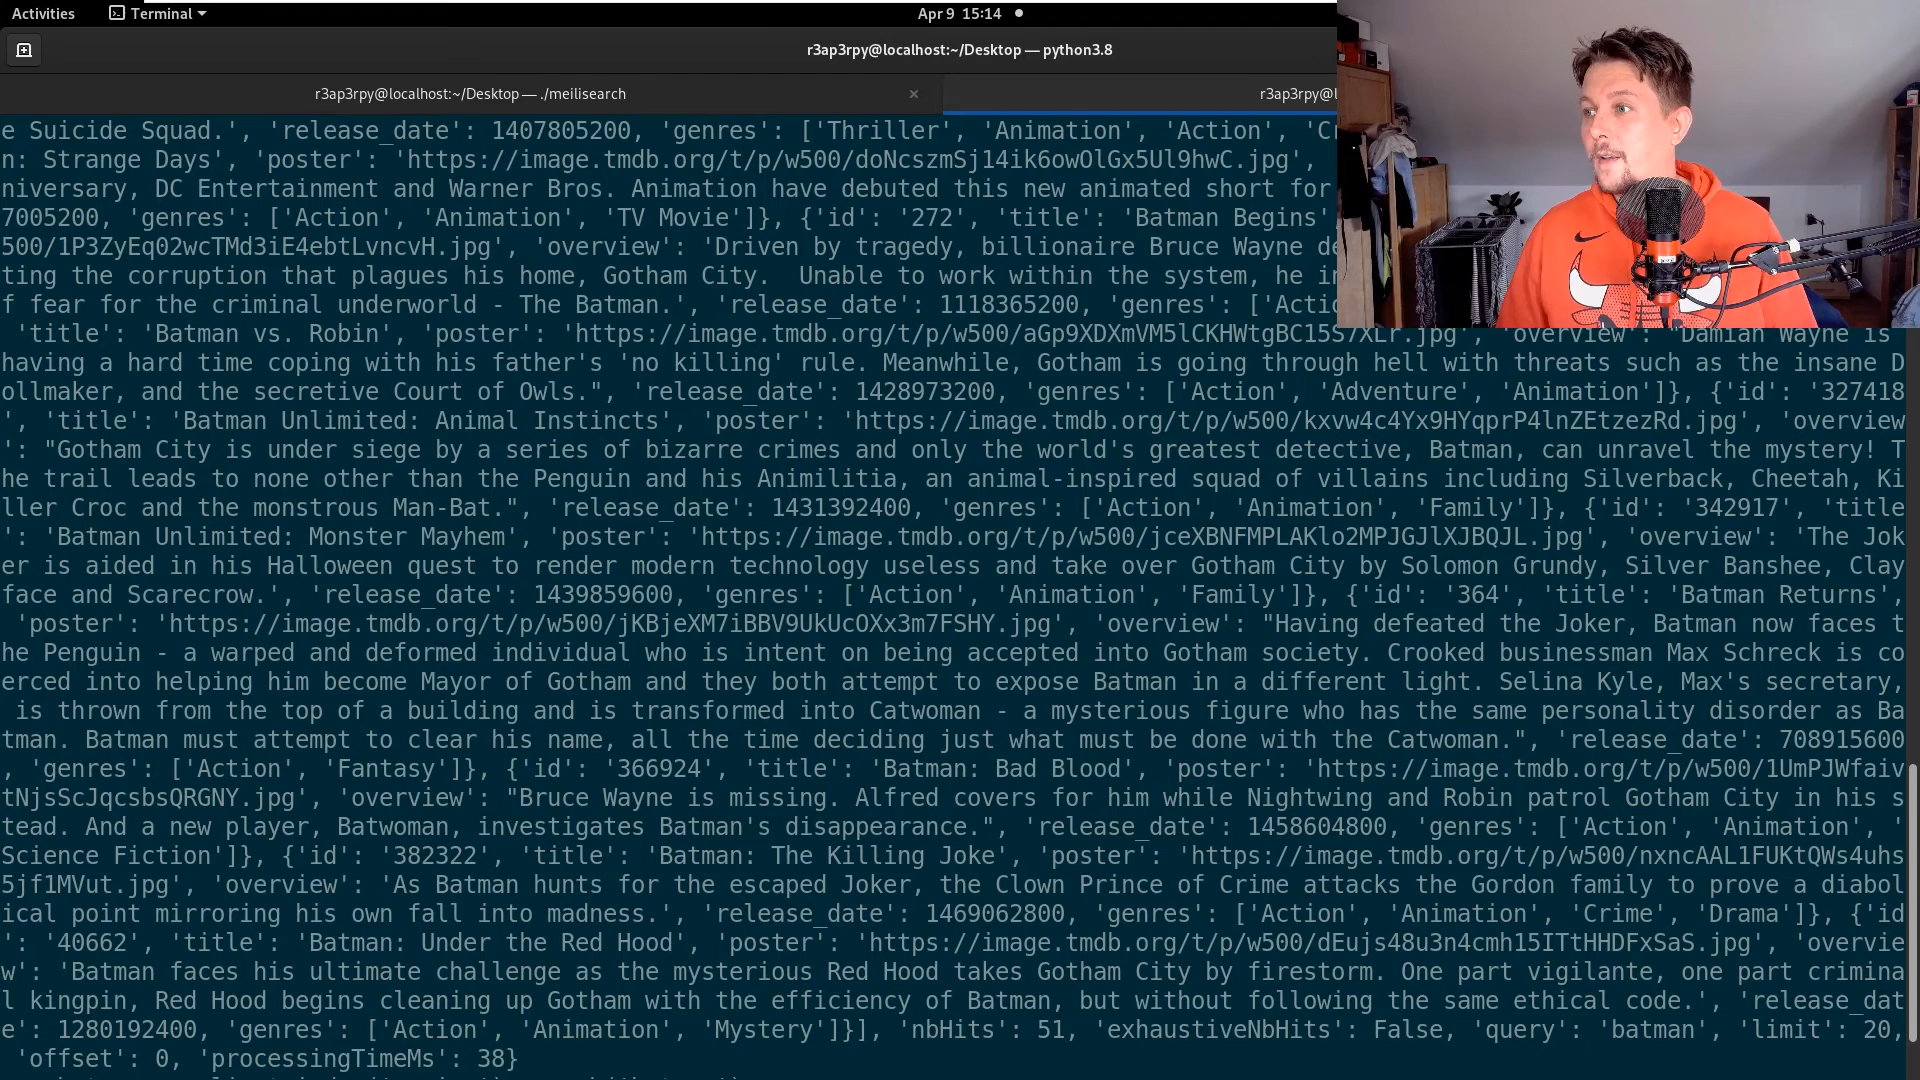 Activities Terminal Apr 9 15:14
r3ap3rpy@localhost:~/Desktop — python3.8
r3ap3rpy@localhost:~/Desktop — ./meilisearch × r3ap3rpy@l
e Suicide Squad.', 'release_date': 1407805200, 'genres': ['Thriller', 'Animation', 'Action', 'Cr
n: Strange Days', 'poster': 'https://image.tmdb.org/t/p/w500/doNcszmSj14ik6owOlGx5Ul9hwC.jpg',
niversary, DC Entertainment and Warner Bros. Animation have debuted this new animated short for
7005200, 'genres': ['Action', 'Animation', 'TV Movie']}, {'id': '272', 'title': 'Batman Begins',
500/1P3ZyEq02wcTMd3iE4ebtLvncvH.jpg', 'overview': 'Driven by tragedy, billionaire Bruce Wayne de
ting the corruption that plagues his home, Gotham City.  Unable to work within the system, he in
f fear for the criminal underworld - The Batman.', 'release_date': 1118365200, 'genres': ['Actio
'title': 'Batman vs. Robin', 'poster': 'https://image.tmdb.org/t/p/w500/aGp9XDXmVM5lCKHWtgBC15S7XLr.jpg', 'overview': "Damian Wayne is
having a hard time coping with his father's 'no killing' rule. Meanwhile, Gotham is going through hell with threats such as the insane D
ollmaker, and the secretive Court of Owls.", 'release_date': 1428973200, 'genres': ['Action', 'Adventure', 'Animation']}, {'id': '327418
', 'title': 'Batman Unlimited: Animal Instincts', 'poster': 'https://image.tmdb.org/t/p/w500/kxvw4c4Yx9HYqprP4lnZEtzezRd.jpg', 'overview
': "Gotham City is under siege by a series of bizarre crimes and only the world's greatest detective, Batman, can unravel the mystery! T
he trail leads to none other than the Penguin and his Animilitia, an animal-inspired squad of villains including Silverback, Cheetah, Ki
ller Croc and the monstrous Man-Bat.", 'release_date': 1431392400, 'genres': ['Action', 'Animation', 'Family']}, {'id': '342917', 'title
': 'Batman Unlimited: Monster Mayhem', 'poster': 'https://image.tmdb.org/t/p/w500/jceXBNFMPLAKlo2MPJGJlXJBQJL.jpg', 'overview': 'The Jok
er is aided in his Halloween quest to render modern technology useless and take over Gotham City by Solomon Grundy, Silver Banshee, Clay
face and Scarecrow.', 'release_date': 1439859600, 'genres': ['Action', 'Animation', 'Family']}, {'id': '364', 'title': 'Batman Returns',
'poster': 'https://image.tmdb.org/t/p/w500/jKBjeXM7iBBV9UkUcOXx3m7FSHY.jpg', 'overview': "Having defeated the Joker, Batman now faces t
he Penguin - a warped and deformed individual who is intent on being accepted into Gotham society. Crooked businessman Max Schreck is co
erced into helping him become Mayor of Gotham and they both attempt to expose Batman in a different light. Selina Kyle, Max's secretary,
is thrown from the top of a building and is transformed into Catwoman - a mysterious figure who has the same personality disorder as Ba
tman. Batman must attempt to clear his name, all the time deciding just what must be done with the Catwoman.", 'release_date': 708915600
, 'genres': ['Action', 'Fantasy']}, {'id': '366924', 'title': 'Batman: Bad Blood', 'poster': 'https://image.tmdb.org/t/p/w500/1UmPJWfaiv
tNjsScJqcsbsQRGNY.jpg', 'overview': "Bruce Wayne is missing. Alfred covers for him while Nightwing and Robin patrol Gotham City in his s
tead. And a new player, Batwoman, investigates Batman's disappearance.", 'release_date': 1458604800, 'genres': ['Action', 'Animation', '
Science Fiction']}, {'id': '382322', 'title': 'Batman: The Killing Joke', 'poster': 'https://image.tmdb.org/t/p/w500/nxncAAL1FUKtQWs4uhs
5jf1MVut.jpg', 'overview': 'As Batman hunts for the escaped Joker, the Clown Prince of Crime attacks the Gordon family to prove a diabol
ical point mirroring his own fall into madness.', 'release_date': 1469062800, 'genres': ['Action', 'Animation', 'Crime', 'Drama']}, {'id
': '40662', 'title': 'Batman: Under the Red Hood', 'poster': 'https://image.tmdb.org/t/p/w500/dEujs48u3n4cmh15ITtHHDFxSaS.jpg', 'overvie
w': 'Batman faces his ultimate challenge as the mysterious Red Hood takes Gotham City by firestorm. One part vigilante, one part crimina
l kingpin, Red Hood begins cleaning up Gotham with the efficiency of Batman, but without following the same ethical code.', 'release_dat
e': 1280192400, 'genres': ['Action', 'Animation', 'Mystery']}], 'nbHits': 51, 'exhaustiveNbHits': False, 'query': 'batman', 'limit': 20,
'offset': 0, 'processingTimeMs': 38}